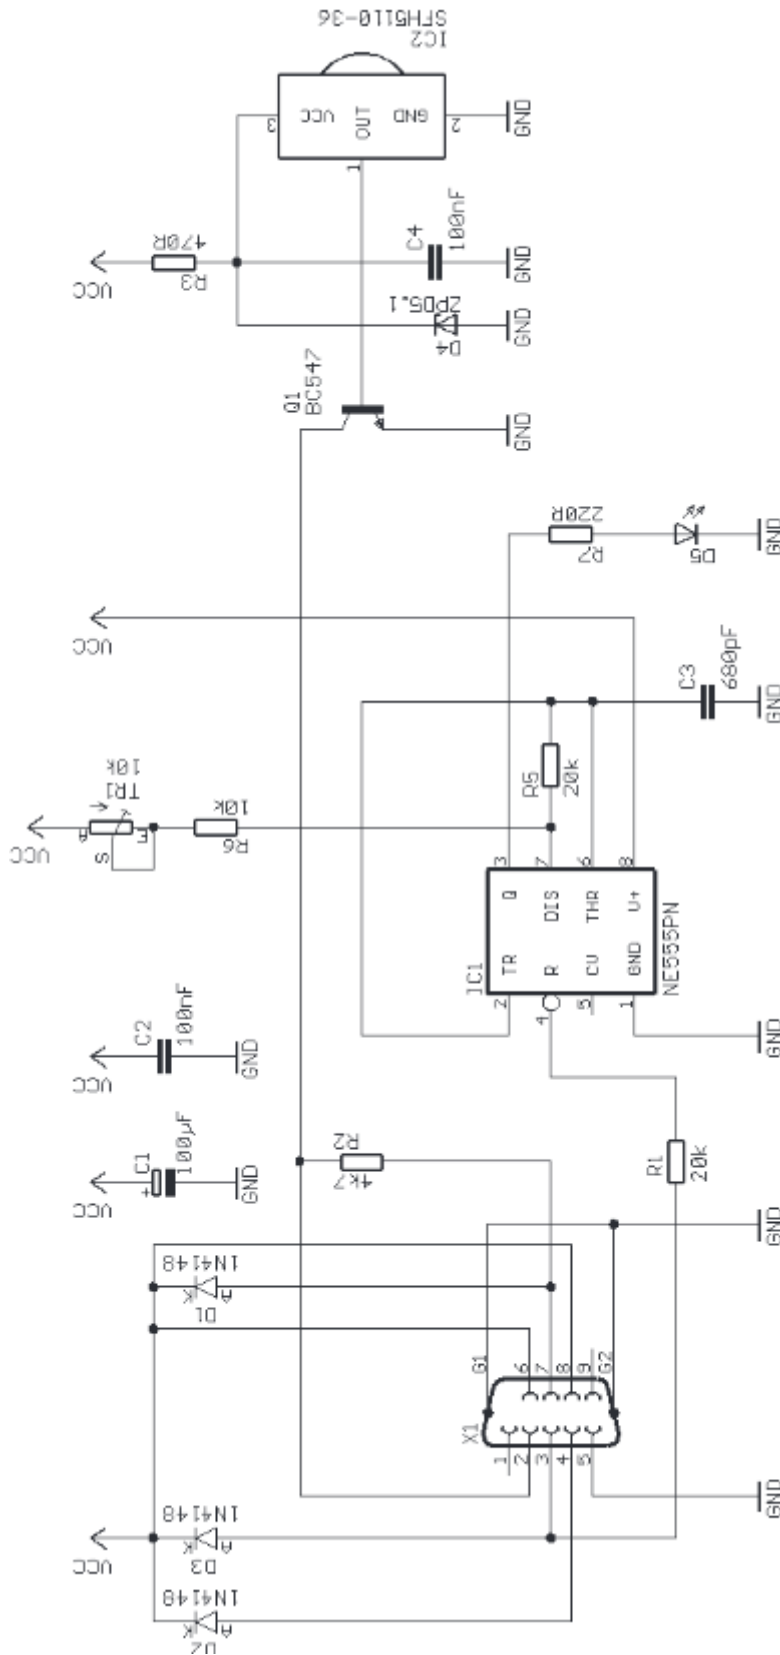 SFH5110-36
IC2
3
VCC
OUT
GND
2
1
GND
VCC
470R
R3
C4
100nF
GND
ZPD5.1
D4
GND
Q1
BC547
GND
220R
R7
D5
GND
VCC
C3
680pF
GND
10k
TR1
VCC
A
S
E
10k
R6
R5
20k
3
7
6
8
Q
DIS
THR
V+
TR
R
CV
GND
IC1
NE555PN
2
4
5
1
GND
VCC
C2
100nF
GND
VCC
C1
+
100µF
GND
R2
4k7
R1
20k
GND
1N4148
K
A
D1
G1
6
7
8
9
G2
X1
1
2
3
4
5
GND
1N4148
VCC
K
A
D3
1N4148
K
A
D2